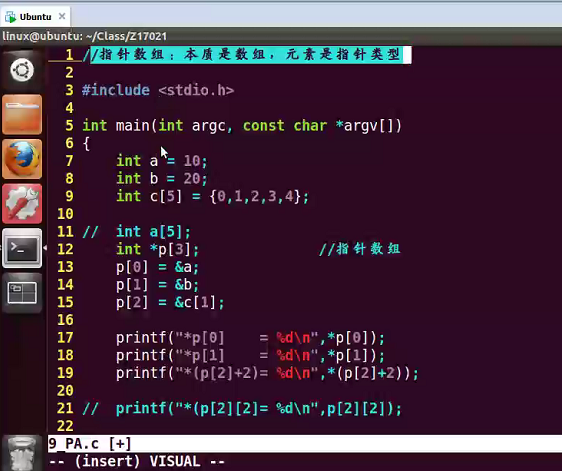 Ubuntu
linux@ubuntu: ~/Class/Z17021
1 //指针数组：本质是数组，元素是指针类型
2
3 #include <stdio.h>
4
5 int main(int argc, const char *argv[])
6 {
7 int a = 10;
8 int b = 20;
9 int c[5] = {0,1,2,3,4};
10
11 // int a[5];
12 int *p[3]; //指针数组
13 p[0] = &a;
14 p[1] = &b;
15 p[2] = &c[1];
16
17 printf("*p[0] = %d\n",*p[0]);
18 printf("*p[1] = %d\n",*p[1]);
19 printf("*(p[2]+2)= %d\n",*(p[2]+2));
20
21 // printf("*(p[2][2]= %d\n",p[2][2]);
22
9_PA.c [+]
-- (insert) VISUAL --